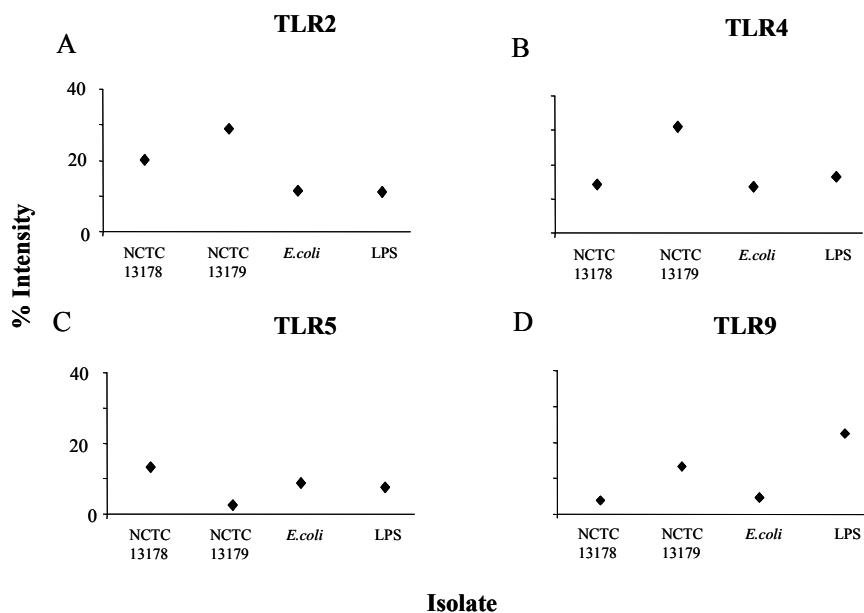 A
TLR2
40
20
0
NCTC
13178
NCTC
13179
E.coli
LPS
B
TLR4
NCTC
13178
NCTC
13179
E.coli
LPS
% Intensity
C
TLR5
40
20
0
NCTC
13178
NCTC
13179
E.coli
LPS
D
TLR9
NCTC
13178
NCTC
13179
E.coli
LPS
Isolate